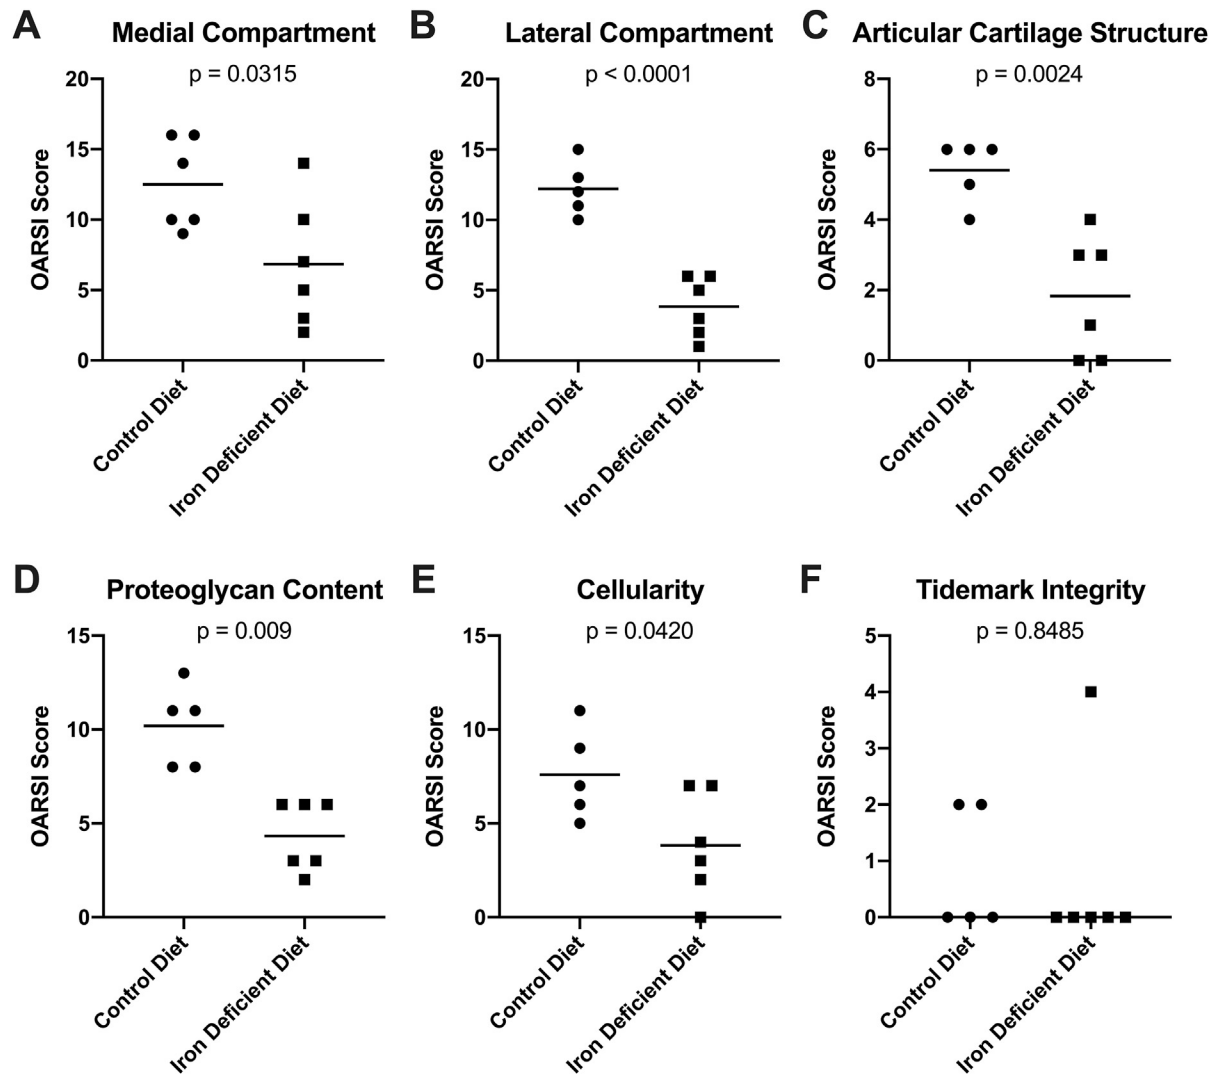 A
Medial Compartment
p = 0.0315
OARSI Score
20
15
10
5
0
Control Diet
Iron Deficient Diet
B
Lateral Compartment
p < 0.0001
OARSI Score
20
15
10
5
0
Control Diet
Iron Deficient Diet
C
Articular Cartilage Structure
p = 0.0024
OARSI Score
8
6
4
2
0
Control Diet
Iron Deficient Diet
D
Proteoglycan Content
p = 0.009
OARSI Score
15
10
5
0
Control Diet
Iron Deficient Diet
E
Cellularity
p = 0.0420
OARSI Score
15
10
5
0
Control Diet
Iron Deficient Diet
F
Tidemark Integrity
p = 0.8485
OARSI Score
5
4
3
2
1
0
Control Diet
Iron Deficient Diet